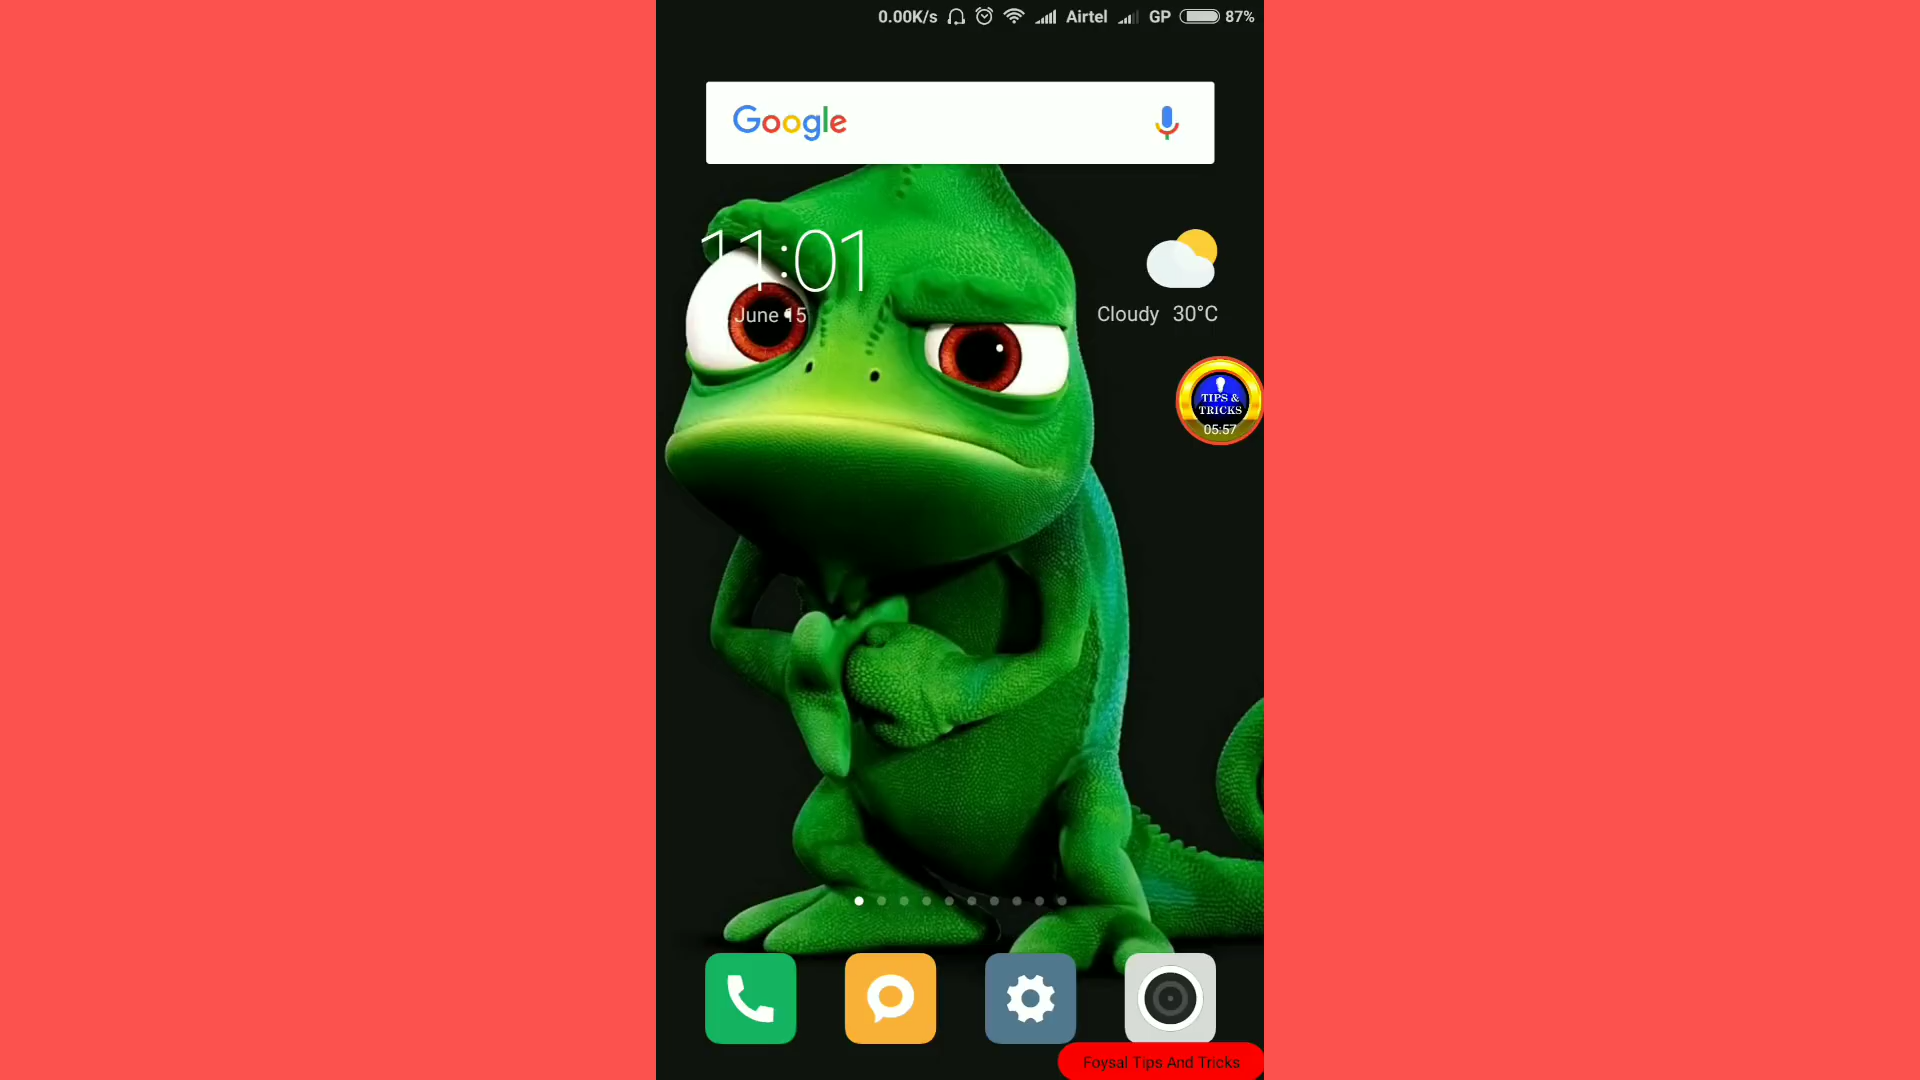 0.00K/s Airtel GP 87%
Google
11:01
June 15
Cloudy 30°C
TIPS &
TRICKS
05:57
Foysal Tips And Tricks